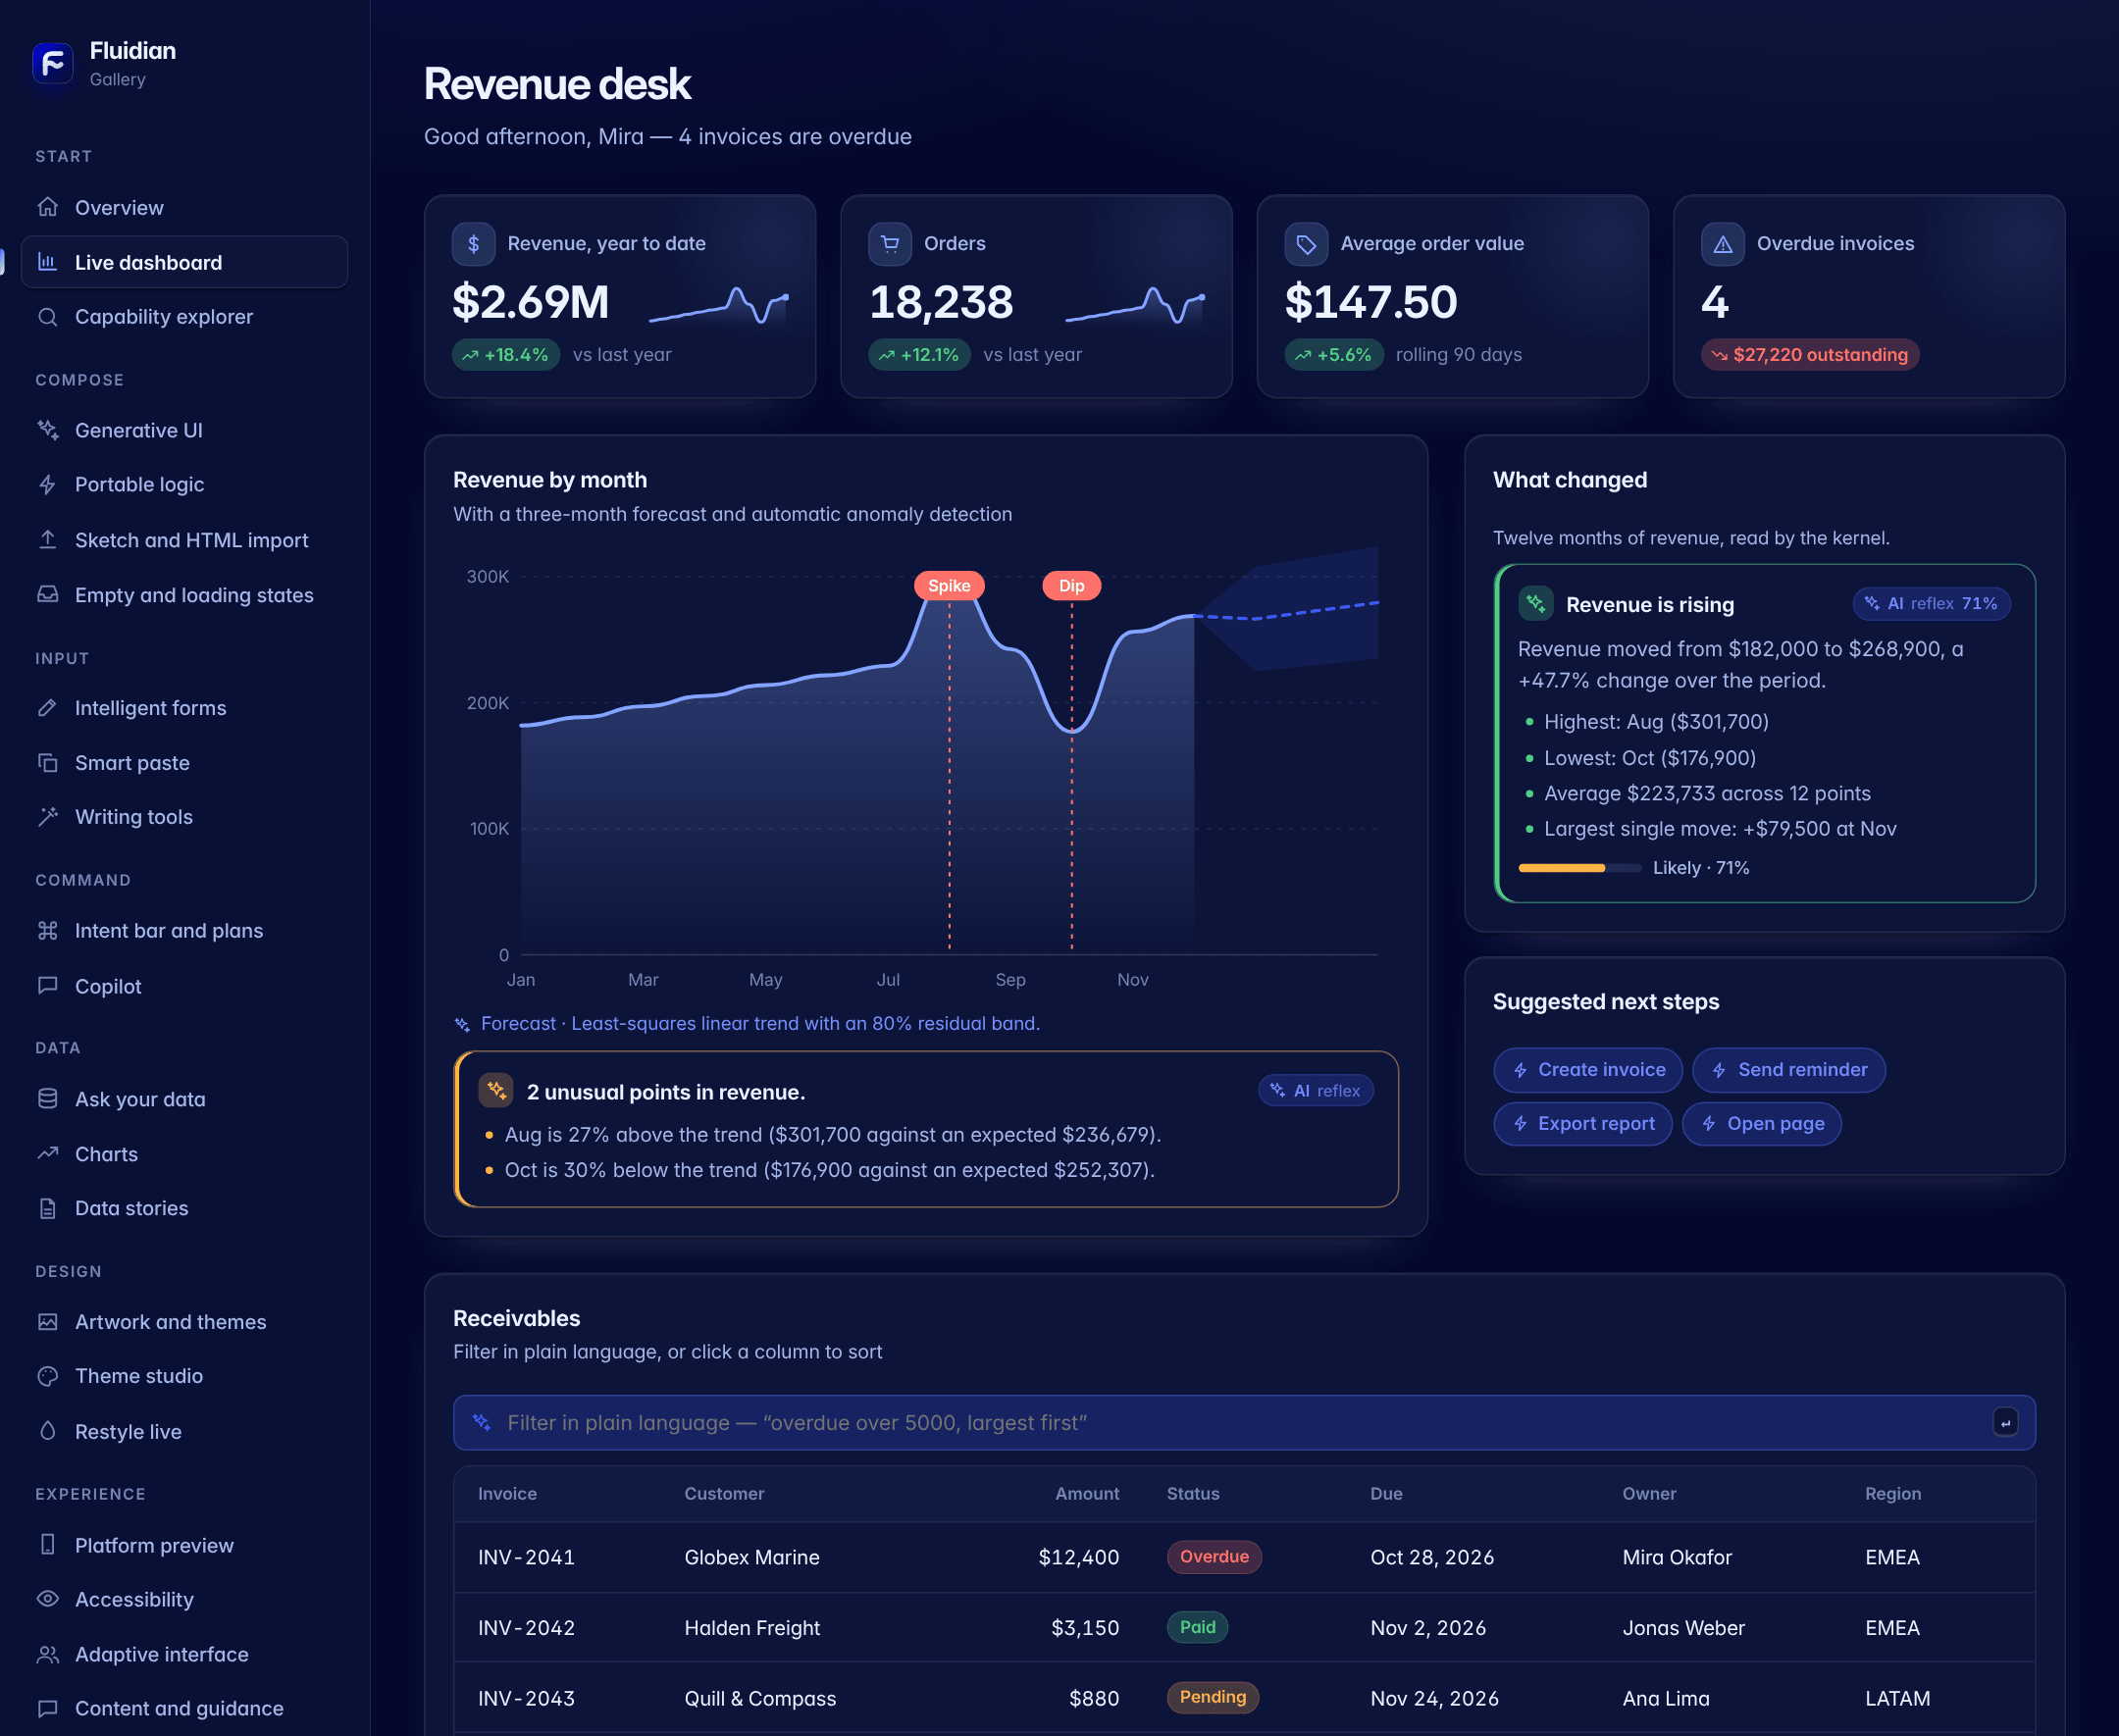 Fluidian
Gallery
START
Overview
Live dashboard
Capability explorer
COMPOSE
Generative UI
Portable logic
Sketch and HTML import
Empty and loading states
INPUT
Intelligent forms
Smart paste
Writing tools
COMMAND
Intent bar and plans
Copilot
DATA
Ask your data
Charts
Data stories
DESIGN
Artwork and themes
Theme studio
Restyle live
EXPERIENCE
Platform preview
Accessibility
Adaptive interface
Content and guidance
Revenue desk
Good afternoon, Mira — 4 invoices are overdue
Revenue, year to date
$2.69M
+18.4% vs last year
Orders
18,238
+12.1% vs last year
Average order value
$147.50
+5.6% rolling 90 days
Overdue invoices
4
$27,220 outstanding
Revenue by month
With a three-month forecast and automatic anomaly detection
300K
200K
100K
0
Spike
Dip
Jan Mar May Jul Sep Nov
Forecast · Least-squares linear trend with an 80% residual band.
2 unusual points in revenue.
AI reflex
Aug is 27% above the trend ($301,700 against an expected $236,679).
Oct is 30% below the trend ($176,900 against an expected $252,307).
What changed
Twelve months of revenue, read by the kernel.
Revenue is rising
AI reflex 71%
Revenue moved from $182,000 to $268,900, a
+47.7% change over the period.
Highest: Aug ($301,700)
Lowest: Oct ($176,900)
Average $223,733 across 12 points
Largest single move: +$79,500 at Nov
Likely · 71%
Suggested next steps
Create invoice
Send reminder
Export report
Open page
Receivables
Filter in plain language, or click a column to sort
Filter in plain language — “overdue over 5000, largest first”
Invoice Customer Amount Status Due Owner Region
INV-2041 Globex Marine $12,400 Overdue Oct 28, 2026 Mira Okafor EMEA
INV-2042 Halden Freight $3,150 Paid Nov 2, 2026 Jonas Weber EMEA
INV-2043 Quill & Compass $880 Pending Nov 24, 2026 Ana Lima LATAM